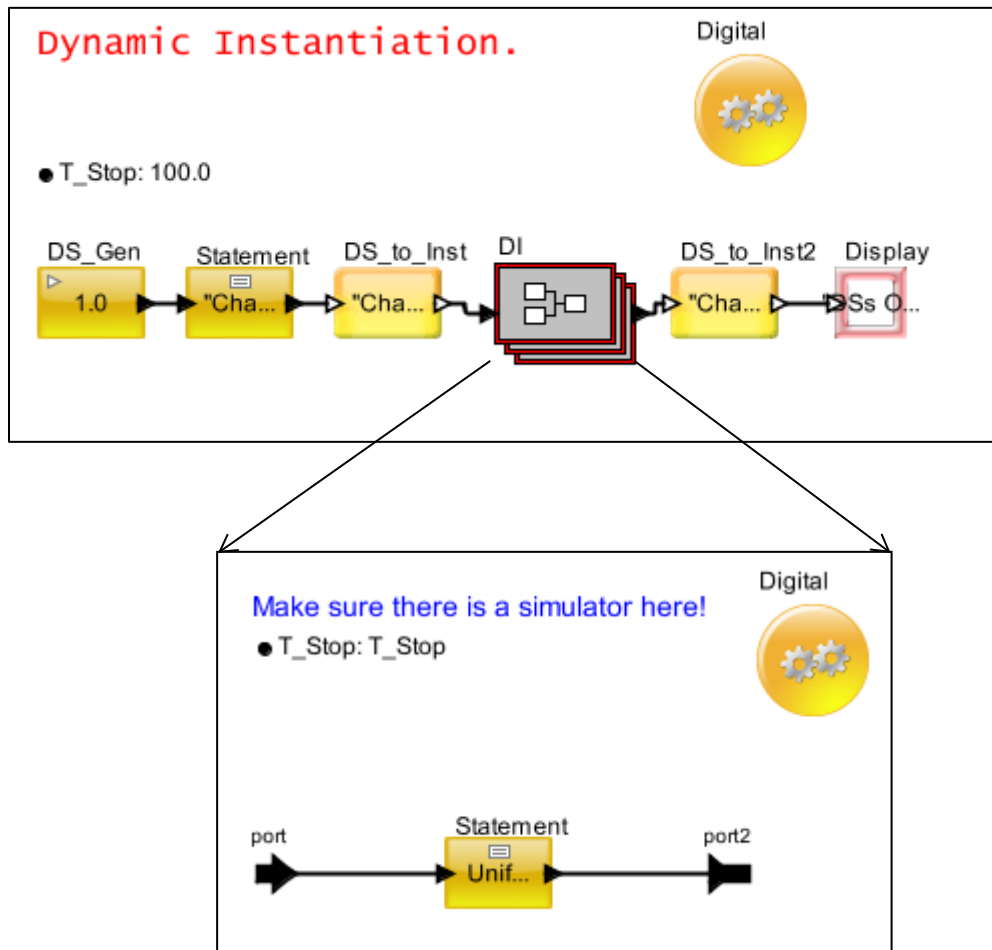 Dynamic Instantiation.
Digital
T_Stop: 100.0
DS_Gen
Statement
DS_to_Inst
DI
DS_to_Inst2
Display
1.0
"Cha...
"Cha...
"Cha...
DSs O...
Digital
Make sure there is a simulator here!
T_Stop: T_Stop
port
Statement
port2
Unif...